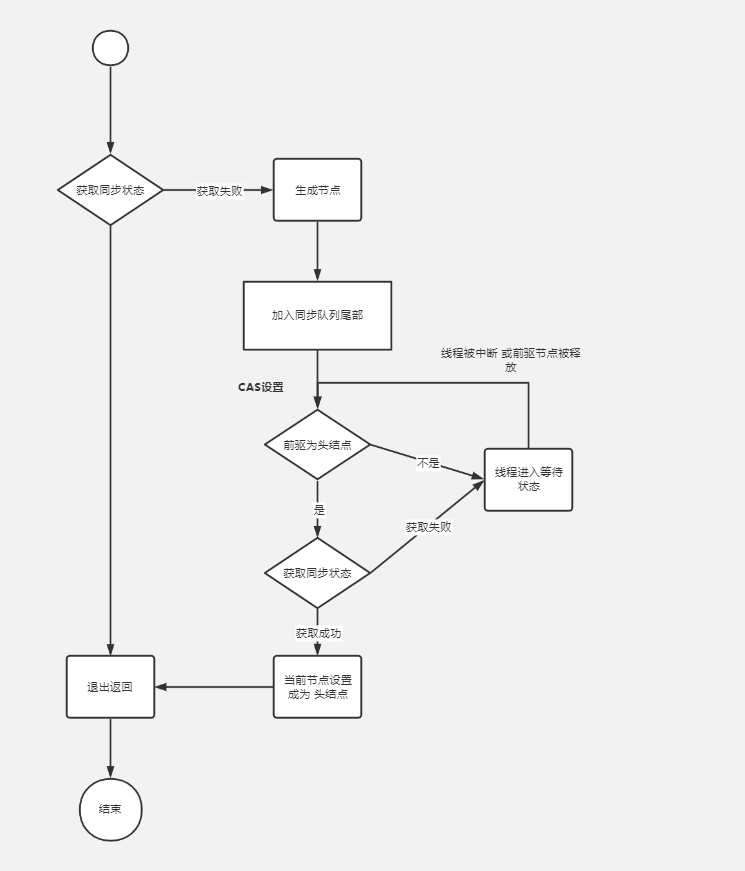 获取同步状态
获取失败
生成节点
加入同步队列尾部
线程被中断 或前驱节点被释
放
CAS设置
前驱为头结点
不是
线程进入等待
状态
是
获取失败
获取同步状态
获取成功
退出返回
当前节点设置
成为 头结点
结束